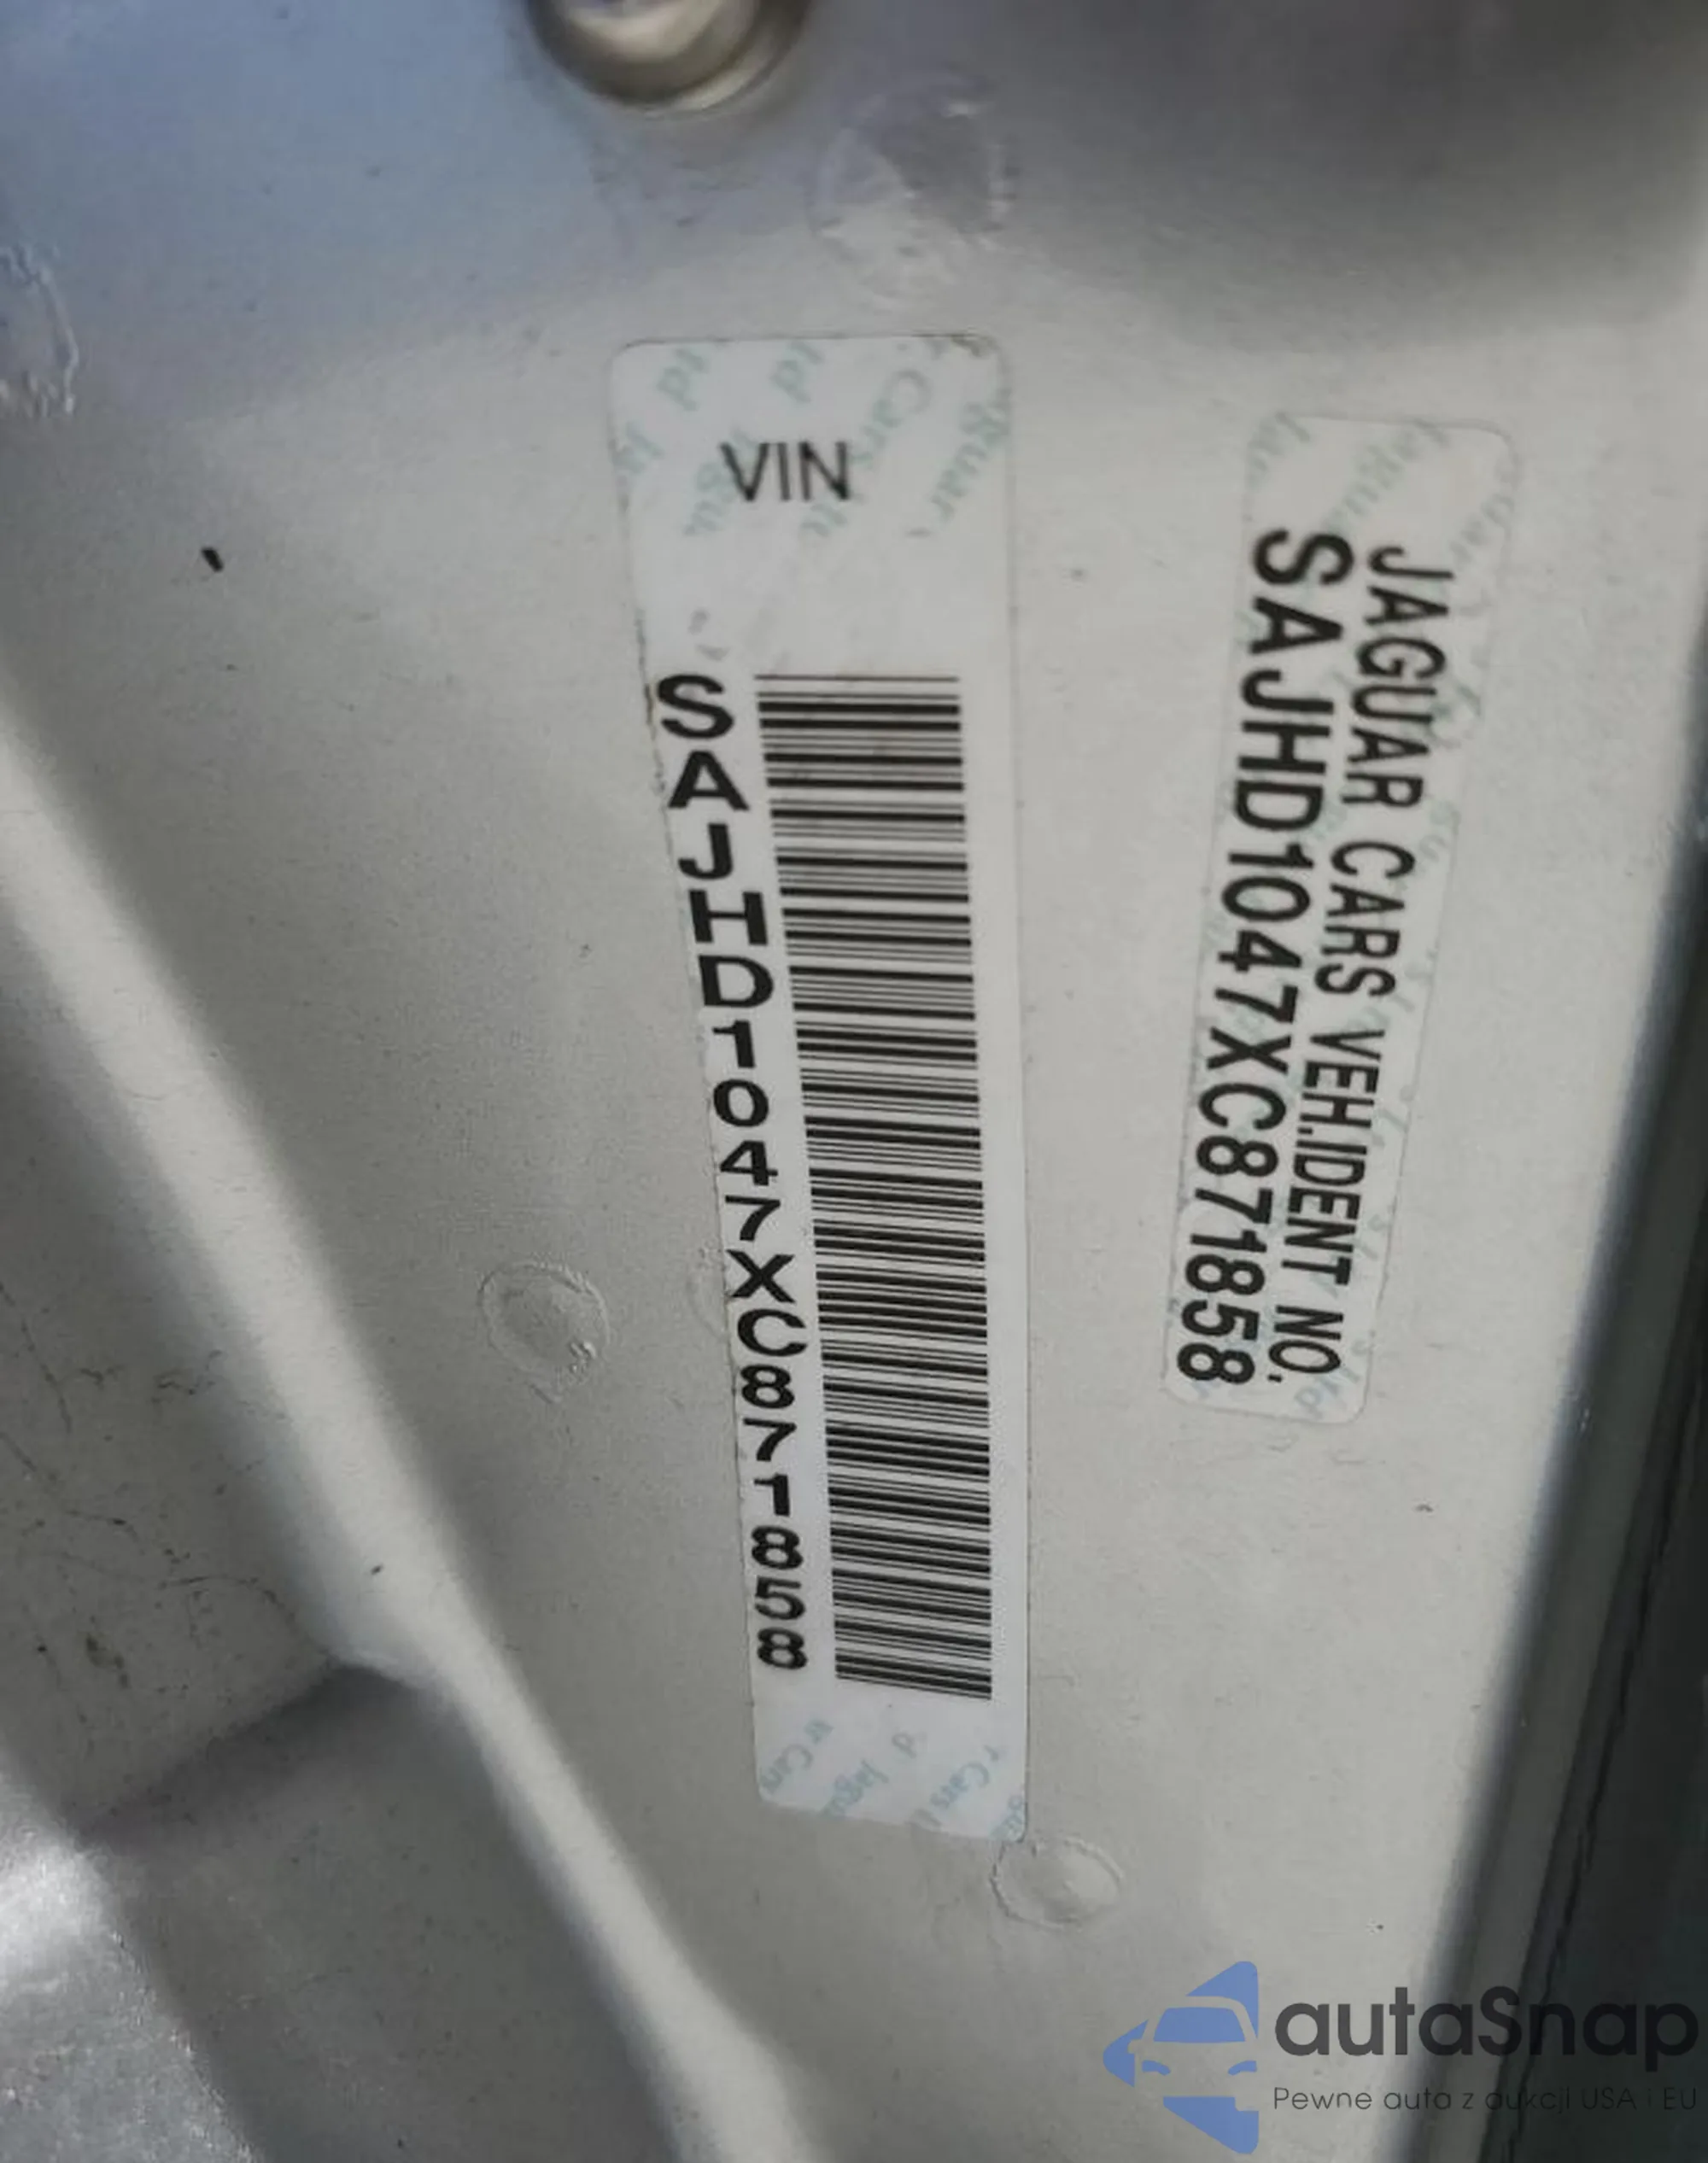 VIN
SAJHD1047XC871858
JAGUAR CARS VEH.IDENT NO.
SAJHD1047XC871858
autaSnap
Pewne auta z aukcji USA i EU